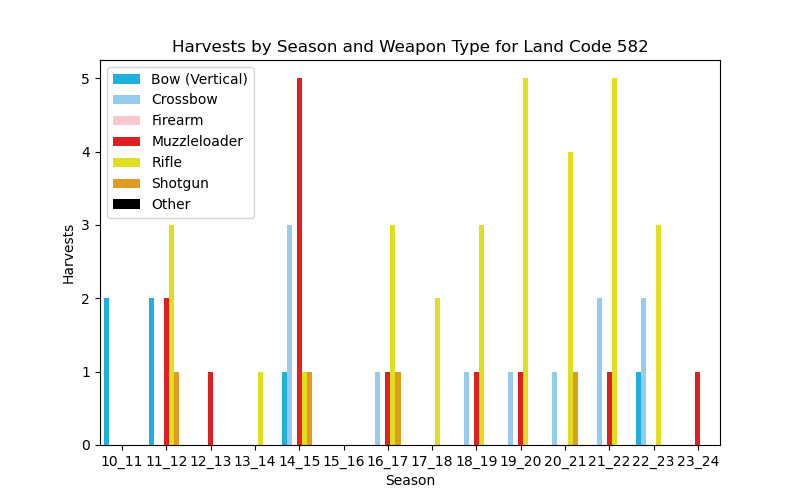 Harvests by Season and Weapon Type for Land Code 582
Bow (Vertical)
Crossbow
Firearm
Muzzleloader
Rifle
Shotgun
Other
Harvests
5
4
3
2
1
0
10_11 11_12 12_13 13_14 14_15 15_16 16_17 17_18 18_19 19_20 20_21 21_22 22_23 23_24
Season